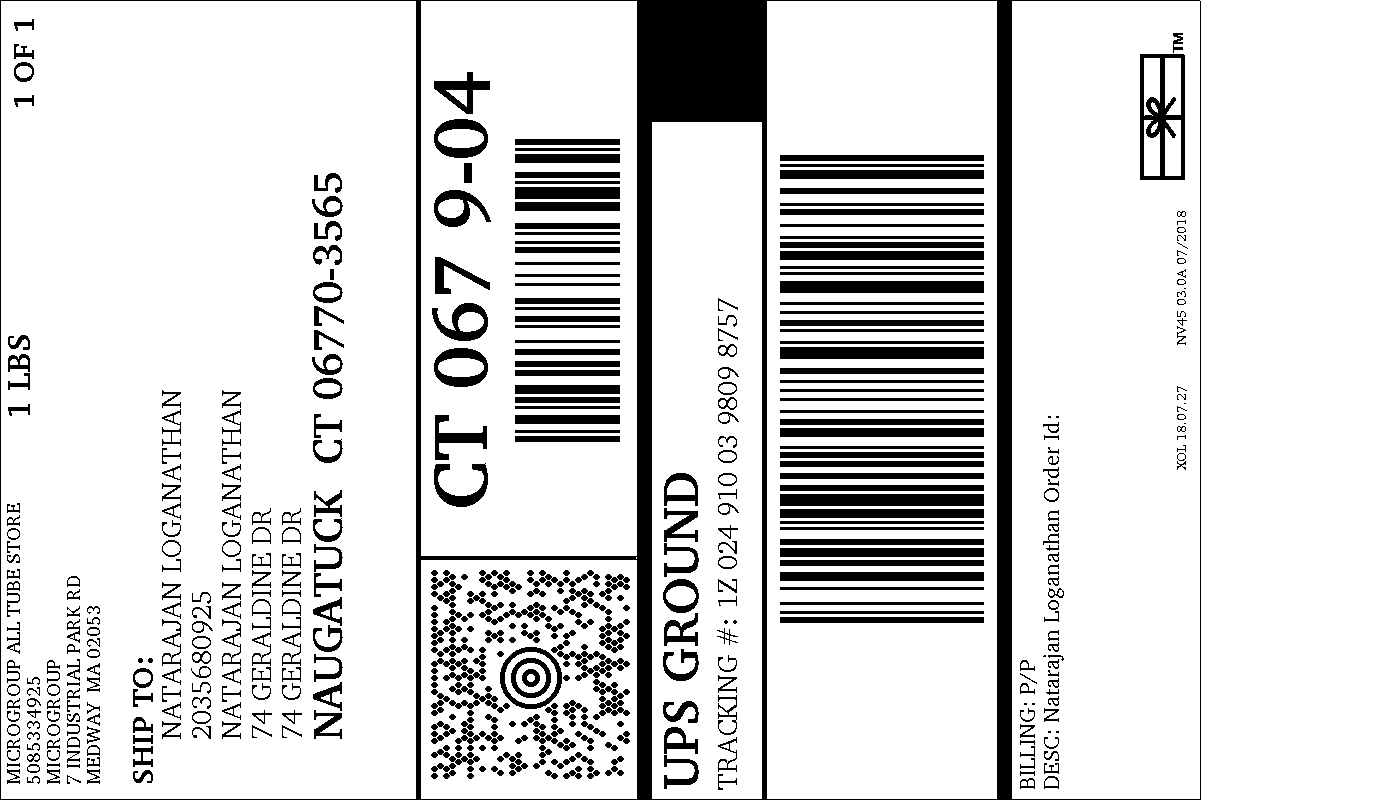 MICROGROUP ALL TUBE STORE
5085334925
MICROGROUP
7 INDUSTRIAL PARK RD
MEDWAY MA 02053
1 LBS
1 OF 1
SHIP TO:
NATARAJAN LOGANATHAN
2035680925
NATARAJAN LOGANATHAN
74 GERALDINE DR
74 GERALDINE DR
NAUGATUCK CT 06770-3565
CT 067 9-04
UPS GROUND
TRACKING #: 1Z 024 910 03 9809 8757
BILLING: P/P
DESC: Natarajan Loganathan Order Id:
XOL 18.07.27 NV45 03.0A 07/2018
TM